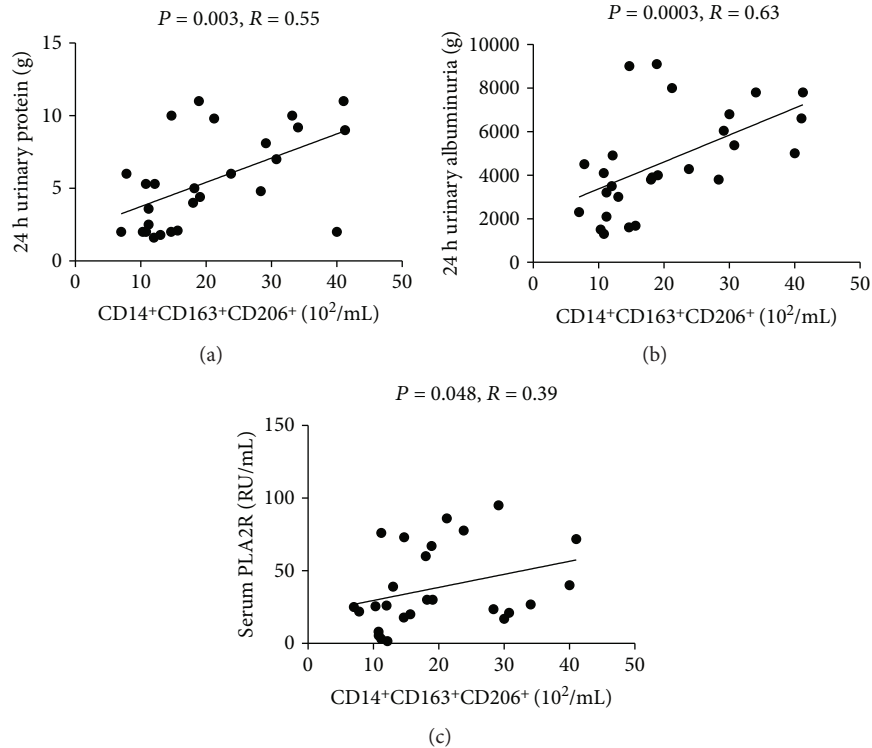 P = 0.003, R = 0.55
24 h urinary protein (g)
15
10
5
0
0 10 20 30 40 50
CD14⁺CD163⁺CD206⁺ (10²/mL)
(a)
P = 0.0003, R = 0.63
24 h urinary albuminuria (g)
10000
8000
6000
4000
2000
0
0 10 20 30 40 50
CD14⁺CD163⁺CD206⁺ (10²/mL)
(b)
P = 0.048, R = 0.39
Serum PLA2R (RU/mL)
150
100
50
0
0 10 20 30 40 50
CD14⁺CD163⁺CD206⁺ (10²/mL)
(c)